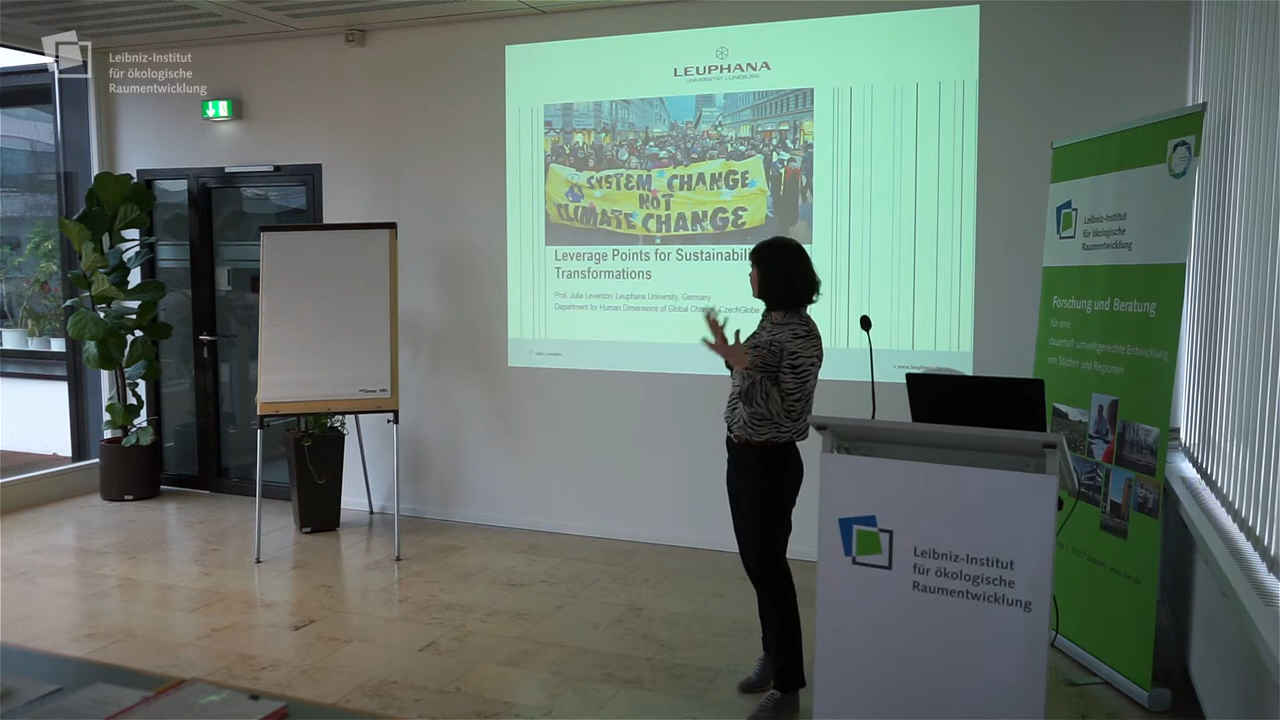 Leibniz-Institut
für ökologische
Raumentwicklung
LEUPHANA
UNIVERSITÄT LÜNEBURG
SYSTEM CHANGE
NOT
CLIMATE CHANGE
Leverage Points for Sustainabili
Transformations
Prof. Julia Leventon, Leuphana University, Germany
Department for Human Dimensions of Global Change, CzechGlobe
Julia Leventon
Leibniz-Institut
für ökologische
Raumentwicklung
Forschung und Beratung
für eine
dauerhaft umweltgerechte Entwicklung
von Städten und Regionen
Leibniz-Institut
für ökologische
Raumentwicklung